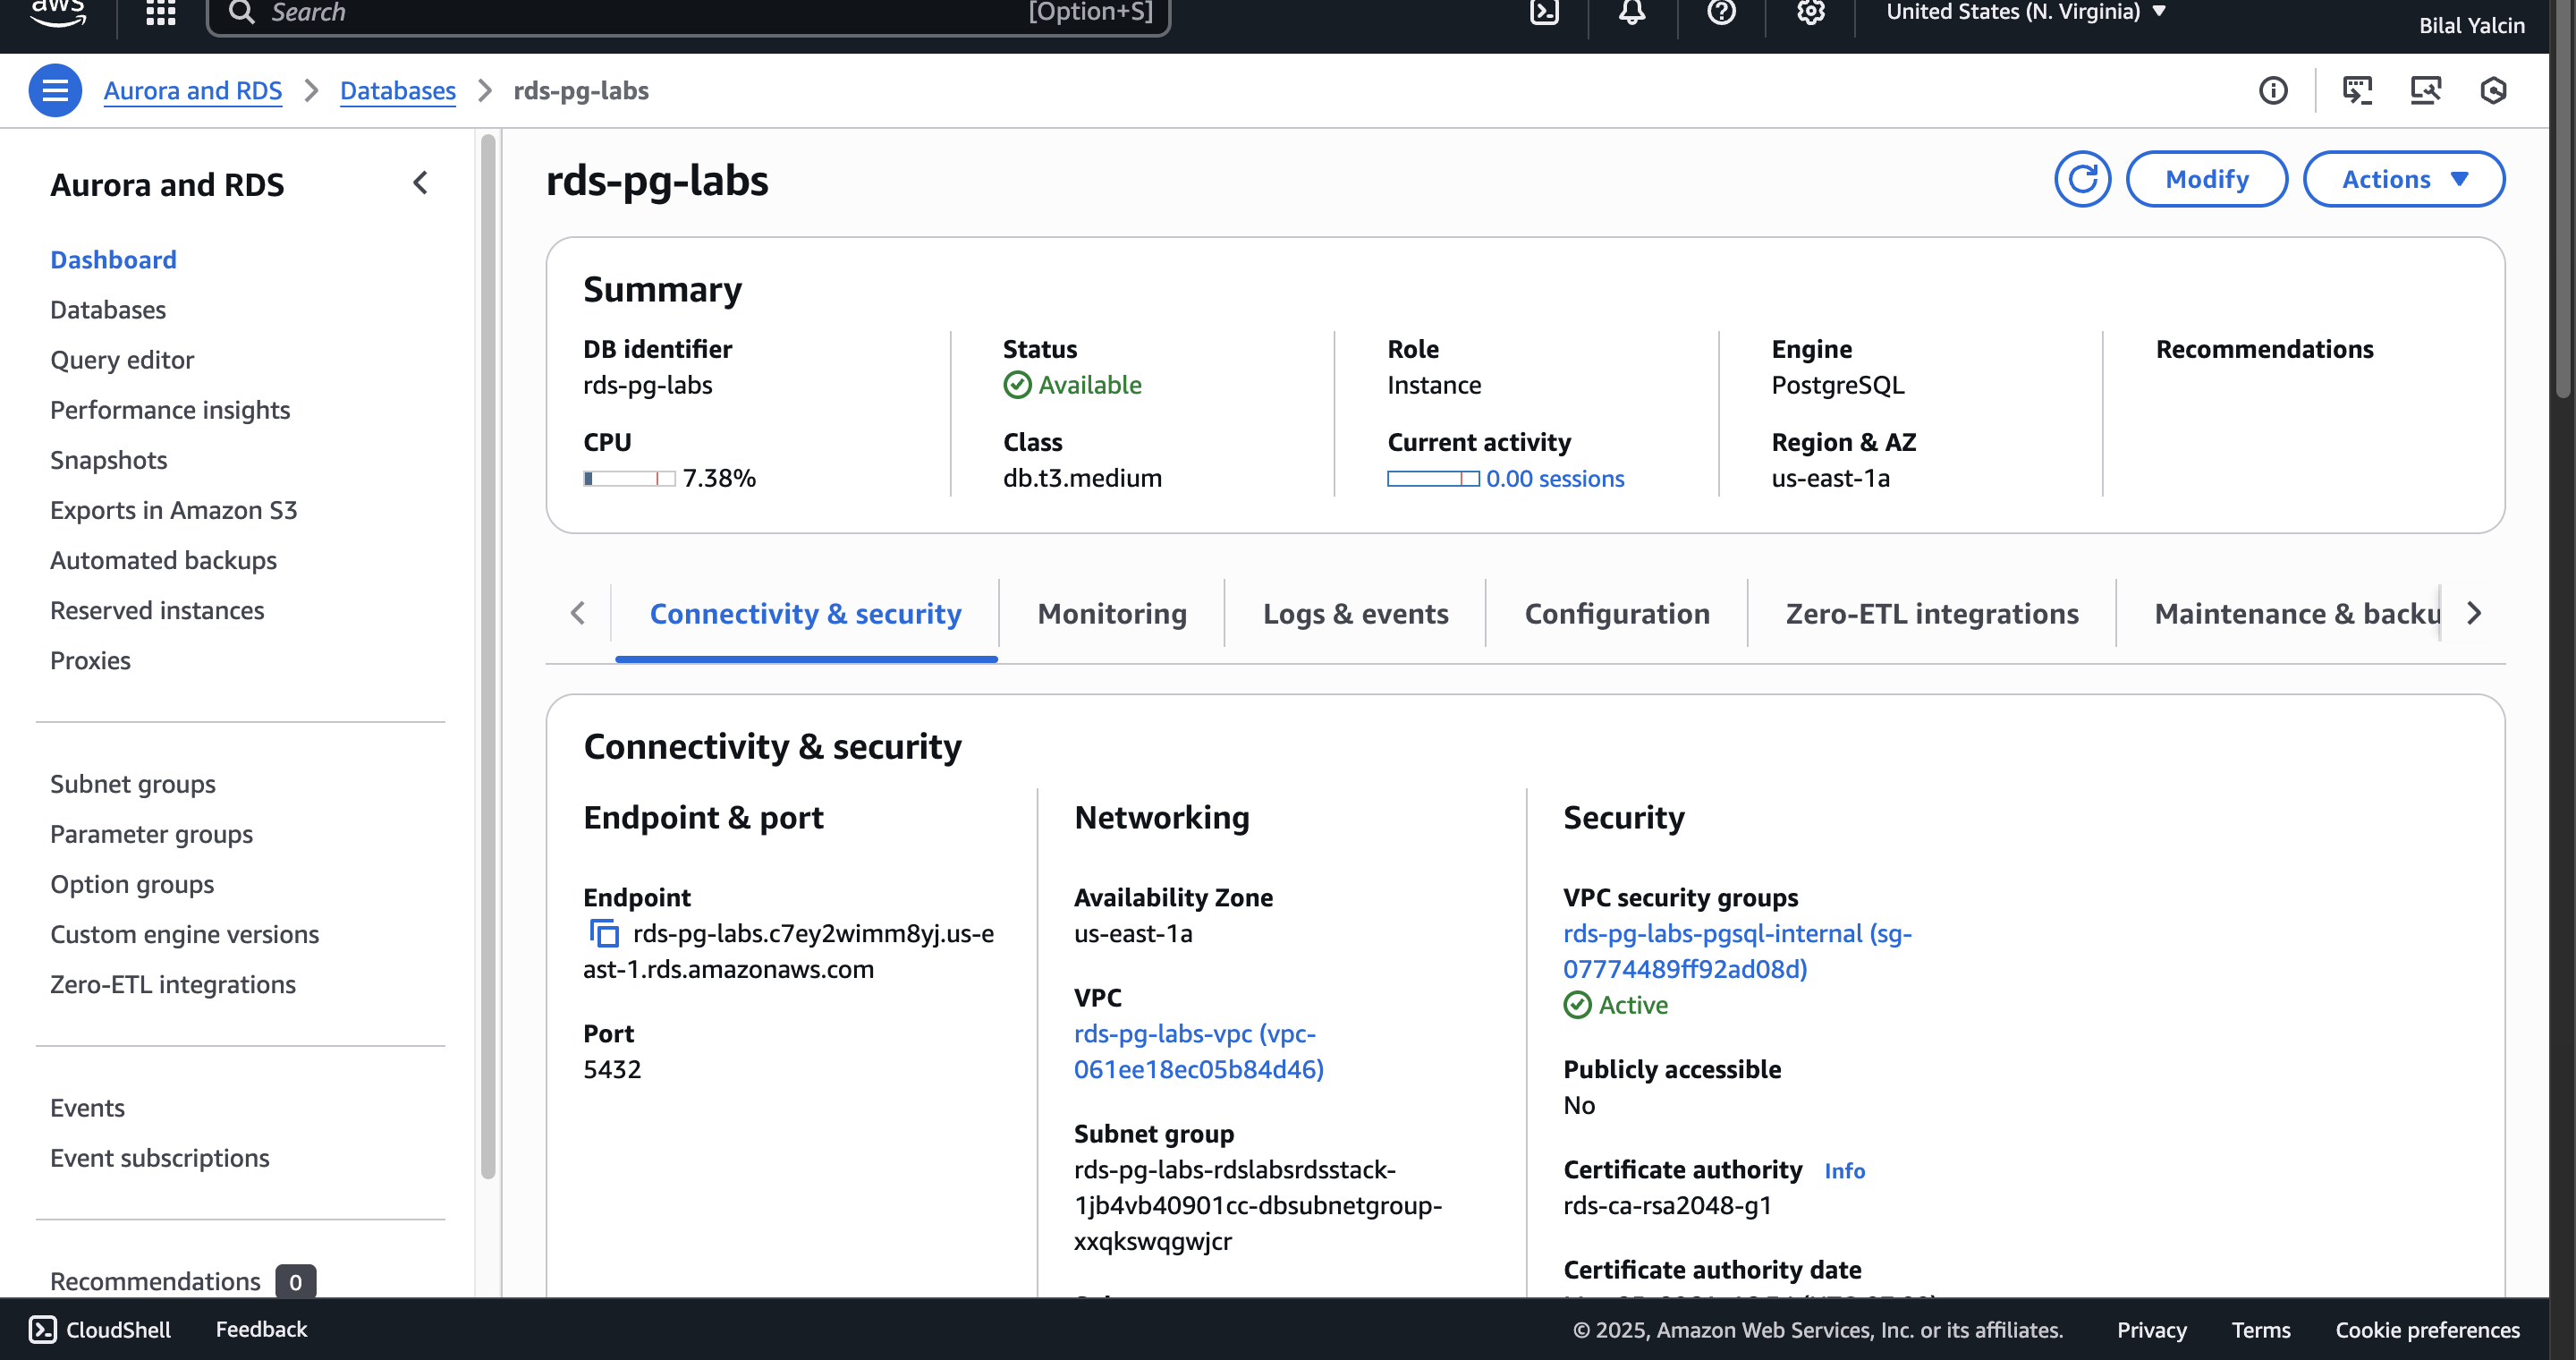 aws
Search [Option+S]
United States (N. Virginia)
Bilal Yalcin
Aurora and RDS
Databases
rds-pg-labs
Aurora and RDS
Dashboard
Databases
Query editor
Performance insights
Snapshots
Exports in Amazon S3
Automated backups
Reserved instances
Proxies
Subnet groups
Parameter groups
Option groups
Custom engine versions
Zero-ETL integrations
Events
Event subscriptions
Recommendations 0
rds-pg-labs
Modify
Actions
Summary
DB identifier
rds-pg-labs
CPU
7.38%
Status
Available
Class
db.t3.medium
Role
Instance
Current activity
0.00 sessions
Engine
PostgreSQL
Region & AZ
us-east-1a
Recommendations
Connectivity & security
Monitoring
Logs & events
Configuration
Zero-ETL integrations
Maintenance & backu
Connectivity & security
Endpoint & port
Endpoint
rds-pg-labs.c7ey2wimm8yj.us-e
ast-1.rds.amazonaws.com
Port
5432
Networking
Availability Zone
us-east-1a
VPC
rds-pg-labs-vpc (vpc-
061ee18ec05b84d46)
Subnet group
rds-pg-labs-rdslabsrdsstack-
1jb4vb40901cc-dbsubnetgroup-
xxqkswqgwjcr
Security
VPC security groups
rds-pg-labs-pgsql-internal (sg-
07774489ff92ad08d)
Active
Publicly accessible
No
Certificate authority Info
rds-ca-rsa2048-g1
Certificate authority date
CloudShell
Feedback
© 2025, Amazon Web Services, Inc. or its affiliates.
Privacy
Terms
Cookie preferences